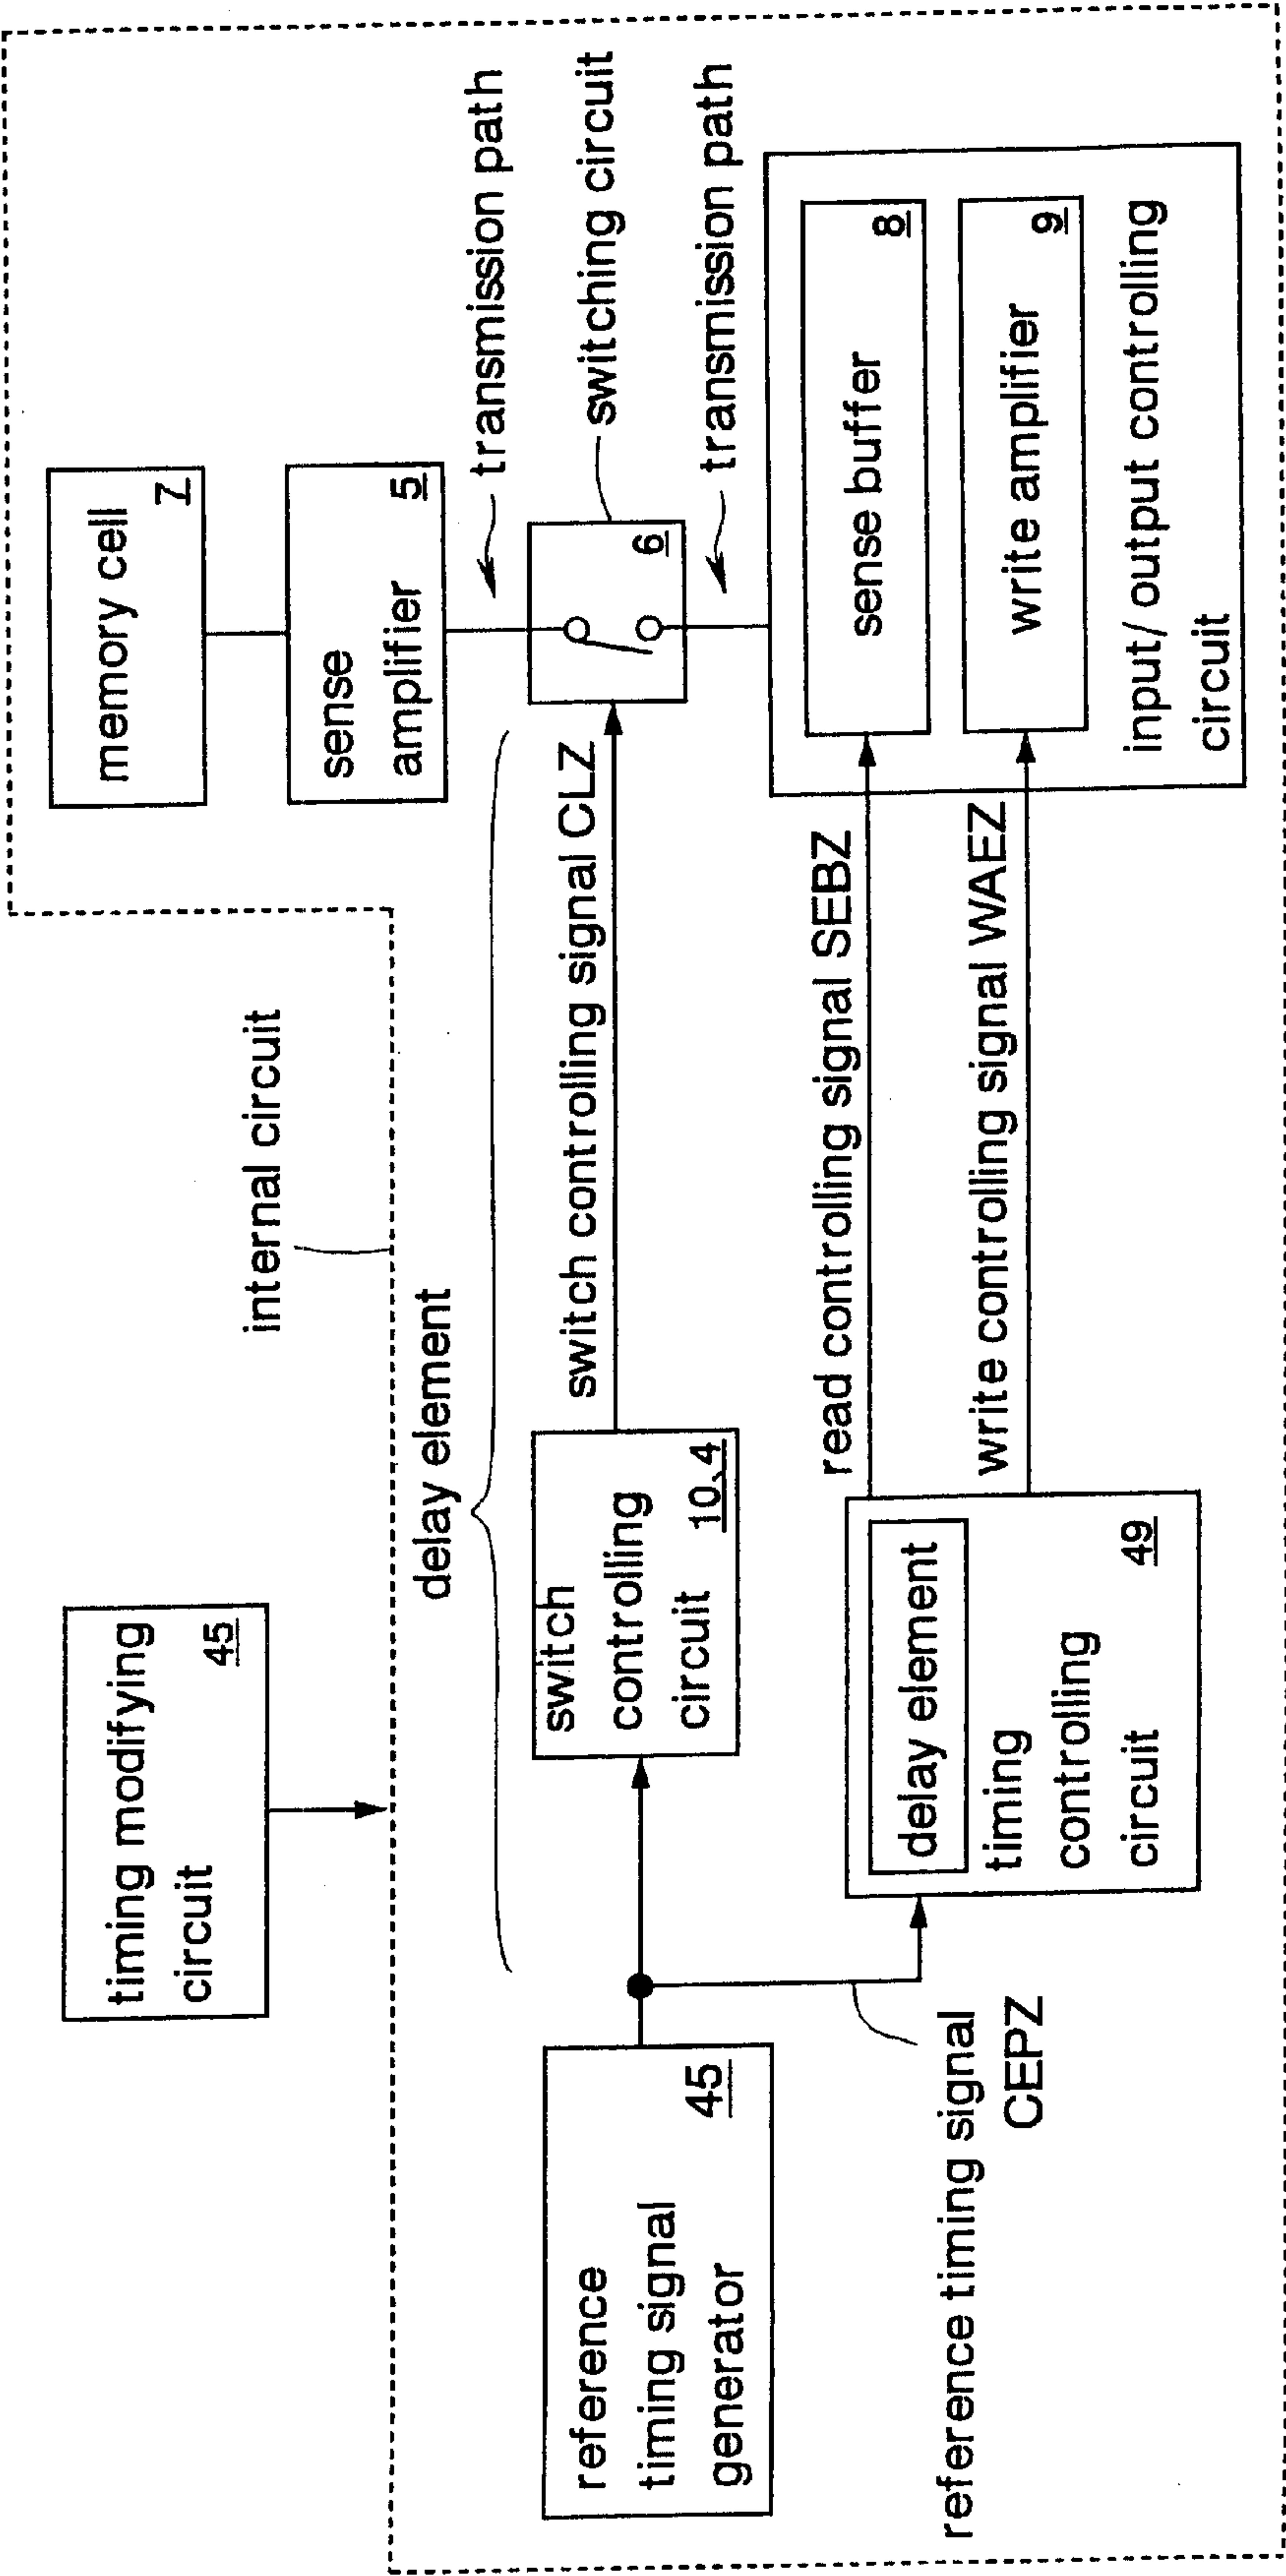 timing modifying
circuit
45
internal circuit
memory cell
7
sense
amplifier
5
transmission path
switching circuit
6
transmission path
delay element
switch controlling signal CLZ
reference
timing signal
generator
45
switch
controlling
circuit
10、4
reference timing signal
CEPZ
delay element
timing
controlling
circuit
49
read controlling signal SEBZ
write controlling signal WAEZ
sense buffer
8
write amplifier
9
input/ output controlling
circuit